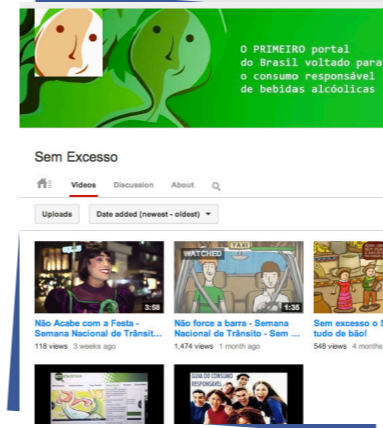 O PRIMEIRO portal
do Brasil voltado para
o consumo responsável
de bebidas alcóolicas
Sem Excesso
Videos Discussion About
Uploads Date added (newest - oldest)
3:58
WATCHED TAXI 1:35
Não Acabe com a Festa -
Semana Nacional de Trânsit...
118 views 3 weeks ago
Não force a barra - Semana
Nacional de Trânsito - Sem ...
1,474 views 1 month ago
Sem excesso o S
tudo de bão!
548 views 4 months
GUIA DO CONSUMO
RESPONSÁVEL